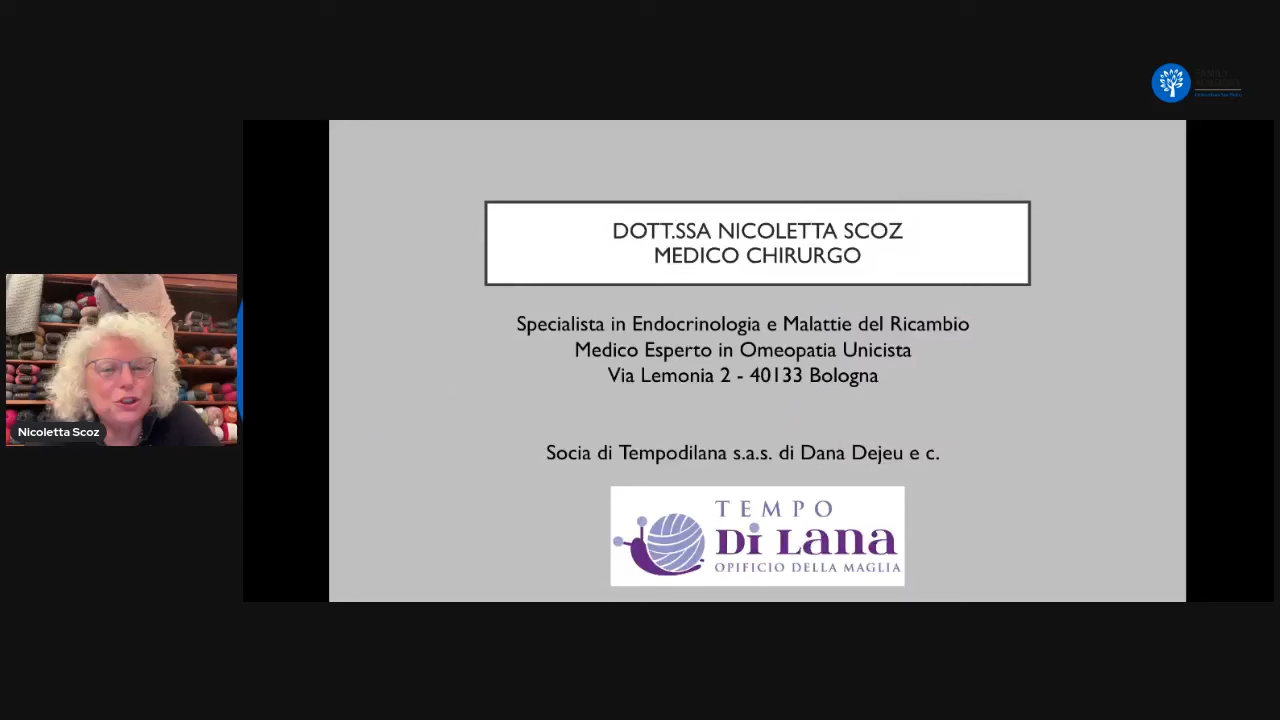 DOTT.SSA NICOLETTA SCOZ
MEDICO CHIRURGO
Specialista in Endocrinologia e Malattie del Ricambio
Medico Esperto in Omeopatia Unicista
Via Lemonia 2 - 40133 Bologna
Socia di Tempodilana s.a.s. di Dana Dejeu e c.
TEMPO
Di LANA
OPIFICIO DELLA MAGLIA
Nicoletta Scoz